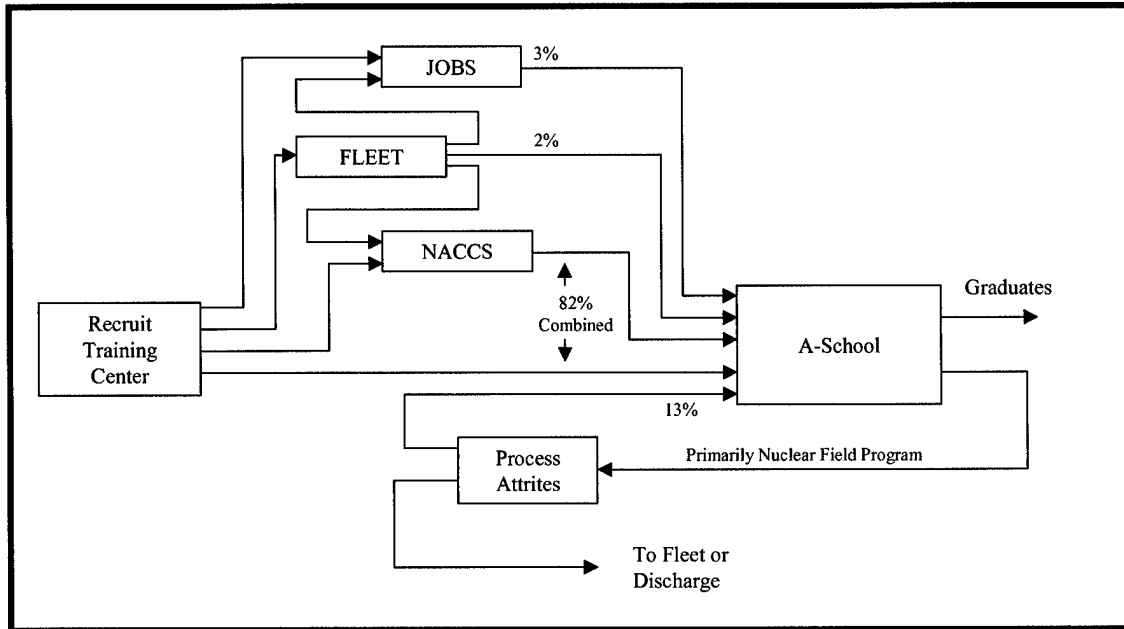 JOBS
3%
FLEET
2%
NACCS
82%
Combined
Recruit
Training
Center
A-School
Graduates
13%
Process
Attrites
Primarily Nuclear Field Program
To Fleet or
Discharge